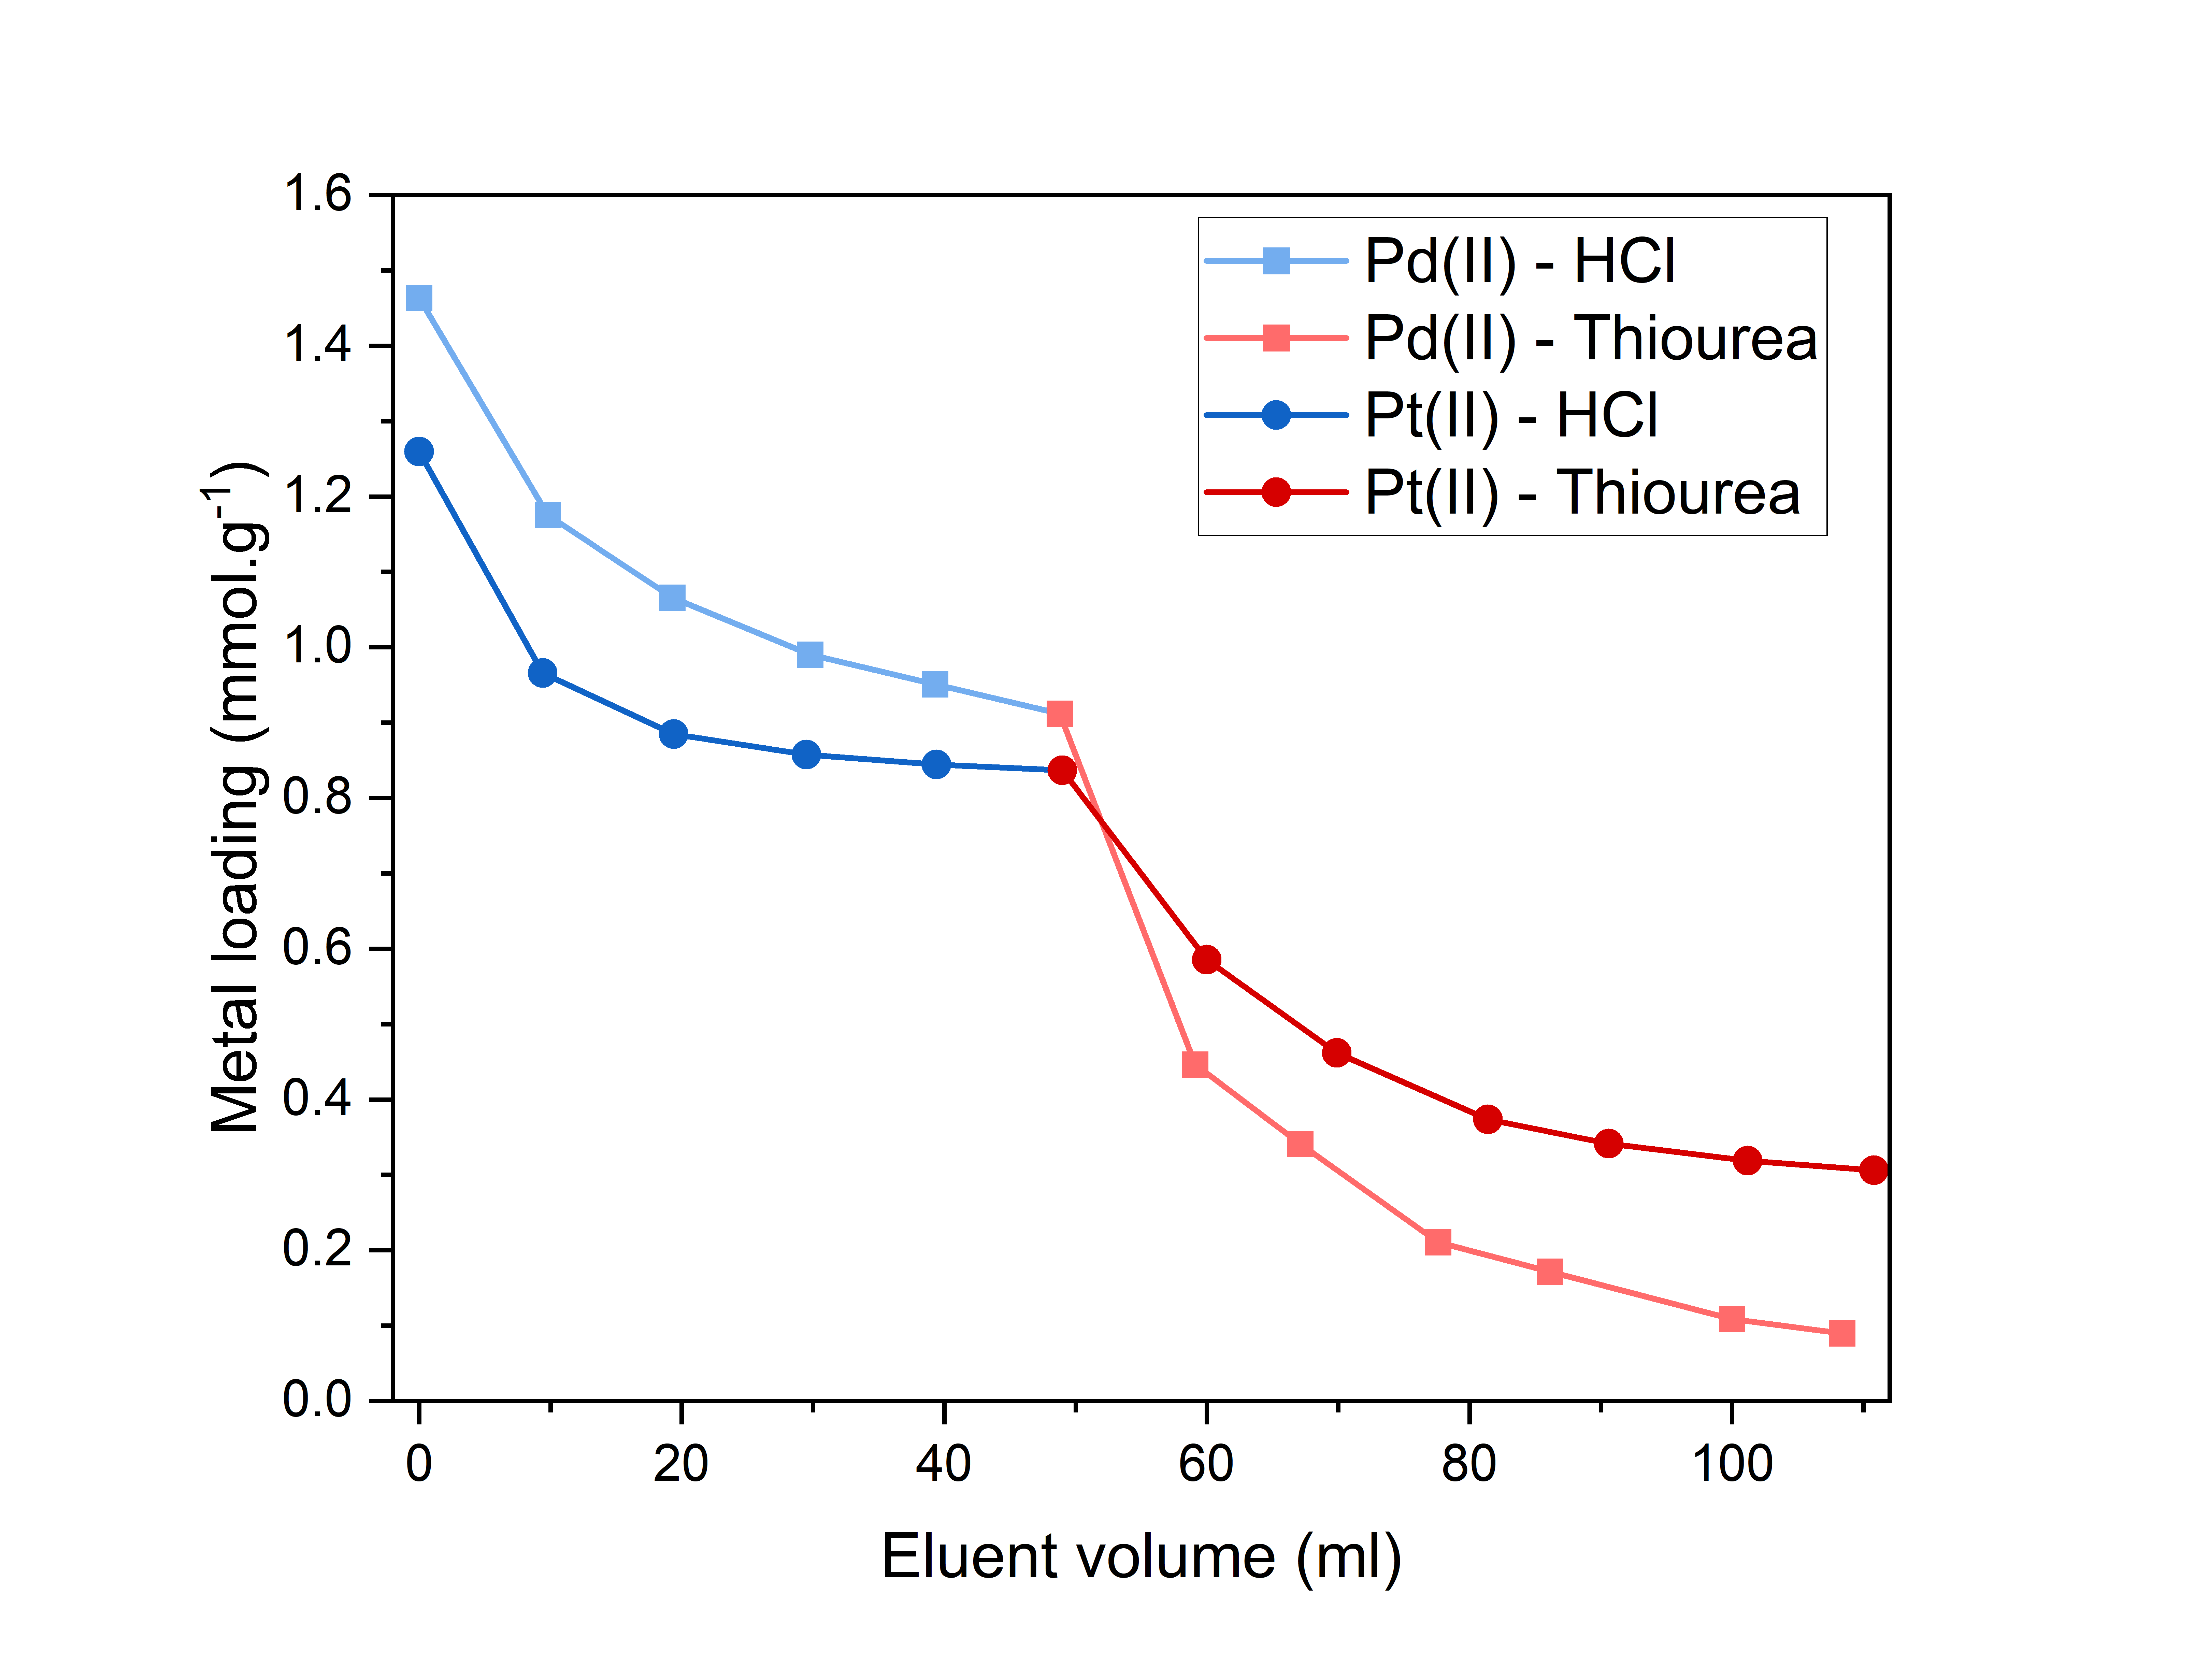 Pd(II) - HCl
Pd(II) - Thiourea
Pt(II) - HCl
Pt(II) - Thiourea
Metal loading (mmol.g-1)
1.6
1.4
1.2
1.0
0.8
0.6
0.4
0.2
0.0
0 20 40 60 80 100
Eluent volume (ml)